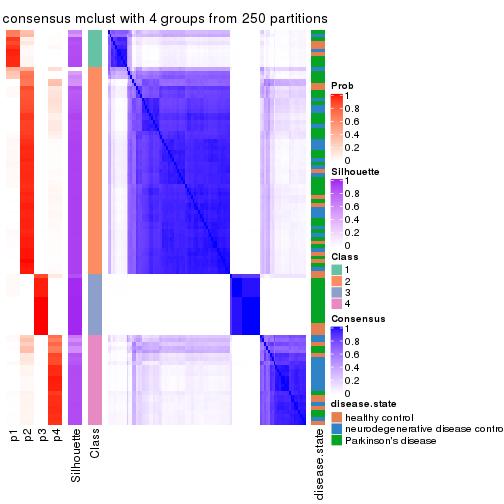 consensus mclust with 4 groups from 250 partitions
Prob
1
0.8
0.6
0.4
0.2
0
Silhouette
1
0.8
0.6
0.4
0.2
0
Class
1
2
3
4
Consensus
1
0.8
0.6
0.4
0.2
0
disease.state
healthy control
neurodegenerative disease contro
Parkinson's disease
p1
p2
p3
p4
Silhouette
Class
disease.state